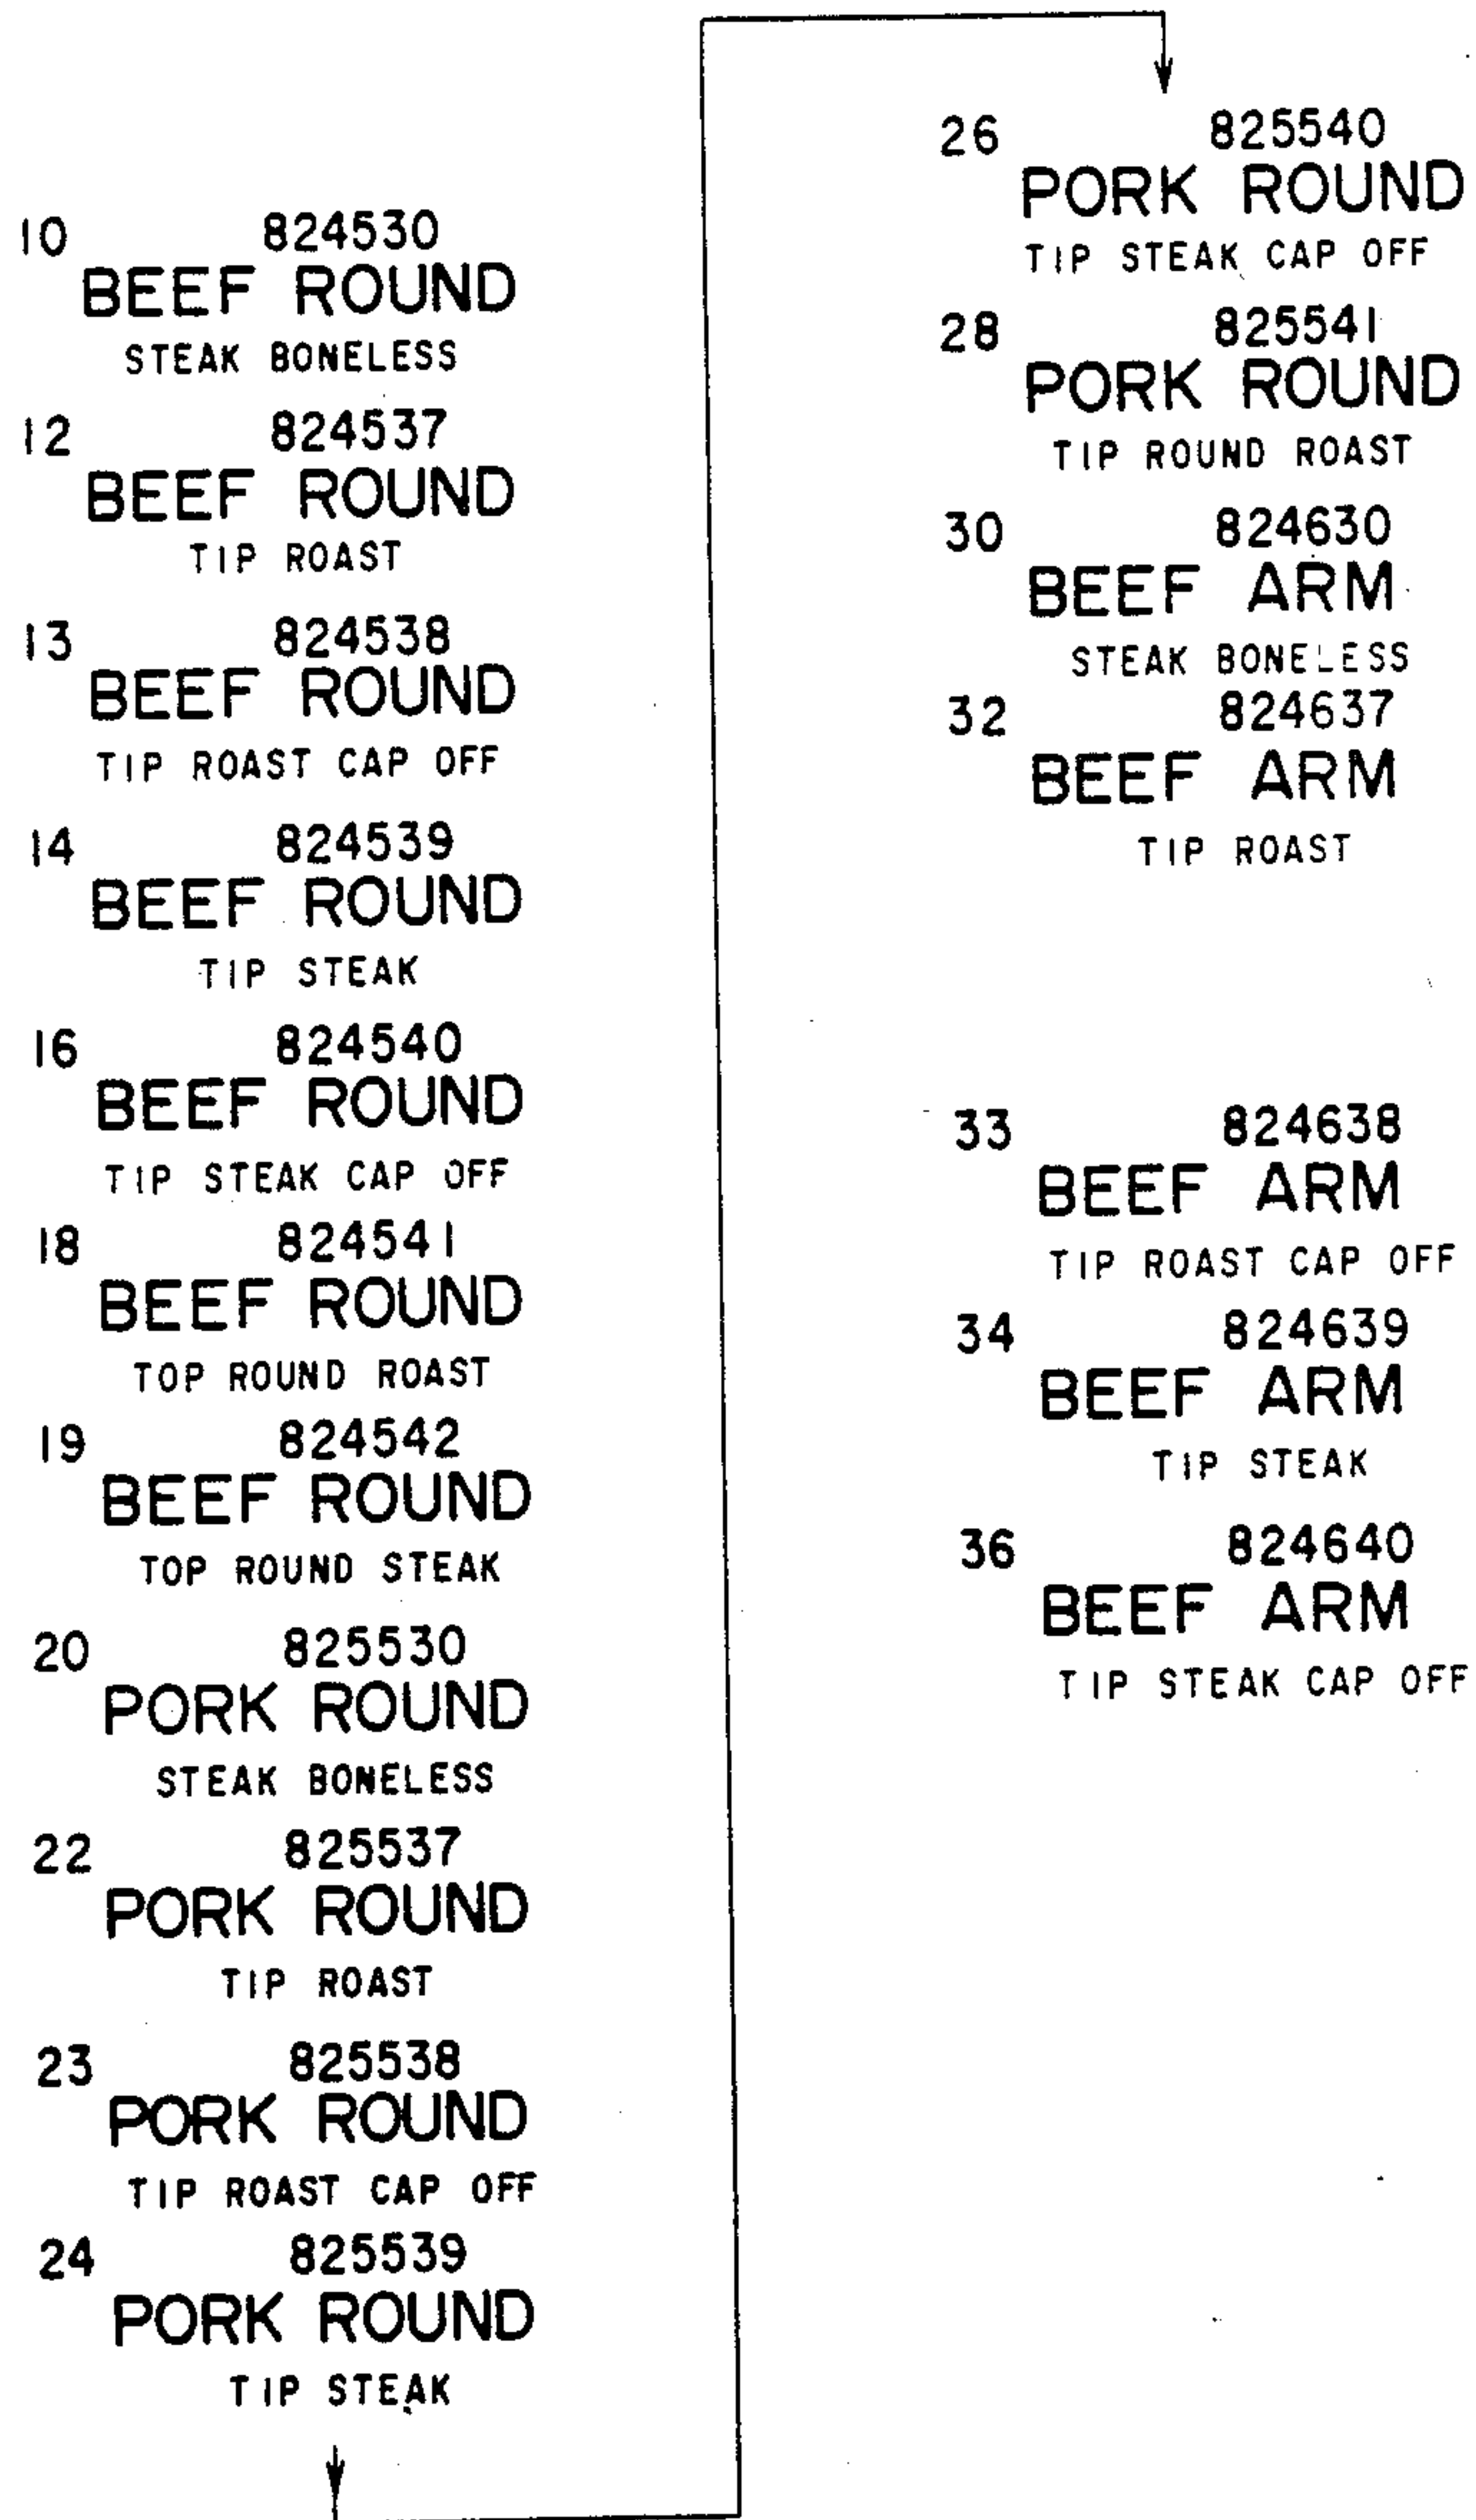 10 824530
BEEF ROUND
STEAK BONELESS
12 824537
BEEF ROUND
TIP ROAST
13 824538
BEEF ROUND
TIP ROAST CAP OFF
14 824539
BEEF ROUND
TIP STEAK
16 824540
BEEF ROUND
TIP STEAK CAP OFF
18 824541
BEEF ROUND
TOP ROUND ROAST
19 824542
BEEF ROUND
TOP ROUND STEAK
20 825530
PORK ROUND
STEAK BONELESS
22 825537
PORK ROUND
TIP ROAST
23 825538
PORK ROUND
TIP ROAST CAP OFF
24 825539
PORK ROUND
TIP STEAK
26 825540
PORK ROUND
TIP STEAK CAP OFF
28 825541
PORK ROUND
TIP ROUND ROAST
30 824630
BEEF ARM
STEAK BONELESS
32 824637
BEEF ARM
TIP ROAST
33 824638
BEEF ARM
TIP ROAST CAP OFF
34 824639
BEEF ARM
TIP STEAK
36 824640
BEEF ARM
TIP STEAK CAP OFF